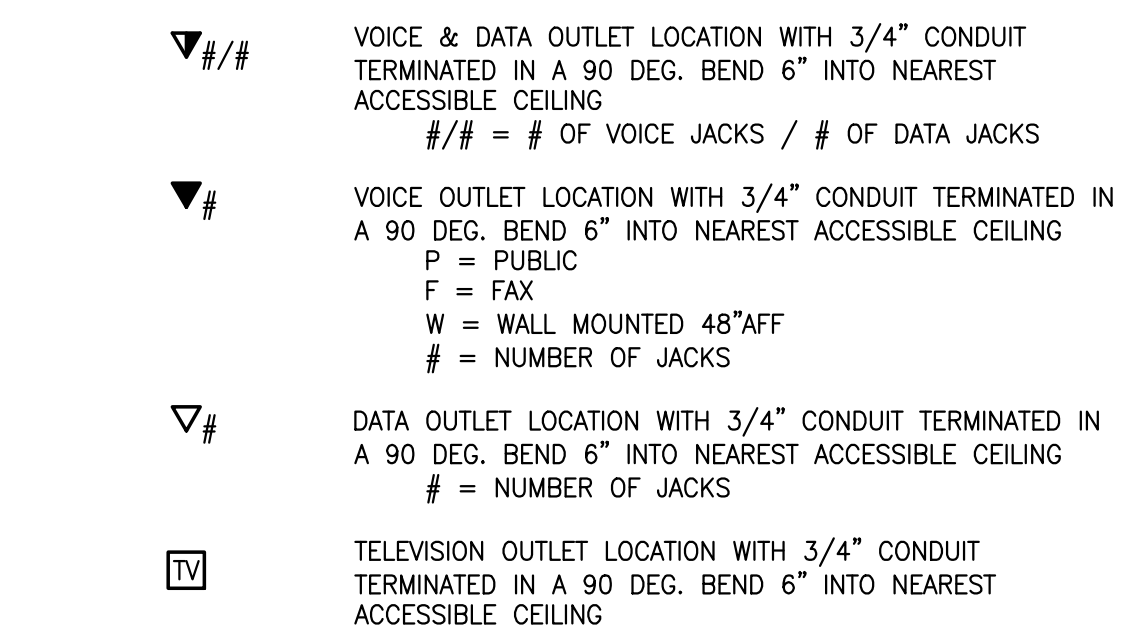 #/# VOICE & DATA OUTLET LOCATION WITH 3/4" CONDUIT
TERMINATED IN A 90 DEG. BEND 6" INTO NEAREST
ACCESSIBLE CEILING
#/# = # OF VOICE JACKS / # OF DATA JACKS
# VOICE OUTLET LOCATION WITH 3/4" CONDUIT TERMINATED IN
A 90 DEG. BEND 6" INTO NEAREST ACCESSIBLE CEILING
P = PUBLIC
F = FAX
W = WALL MOUNTED 48"AFF
# = NUMBER OF JACKS
# DATA OUTLET LOCATION WITH 3/4" CONDUIT TERMINATED IN
A 90 DEG. BEND 6" INTO NEAREST ACCESSIBLE CEILING
# = NUMBER OF JACKS
TV TELEVISION OUTLET LOCATION WITH 3/4" CONDUIT
TERMINATED IN A 90 DEG. BEND 6" INTO NEAREST
ACCESSIBLE CEILING